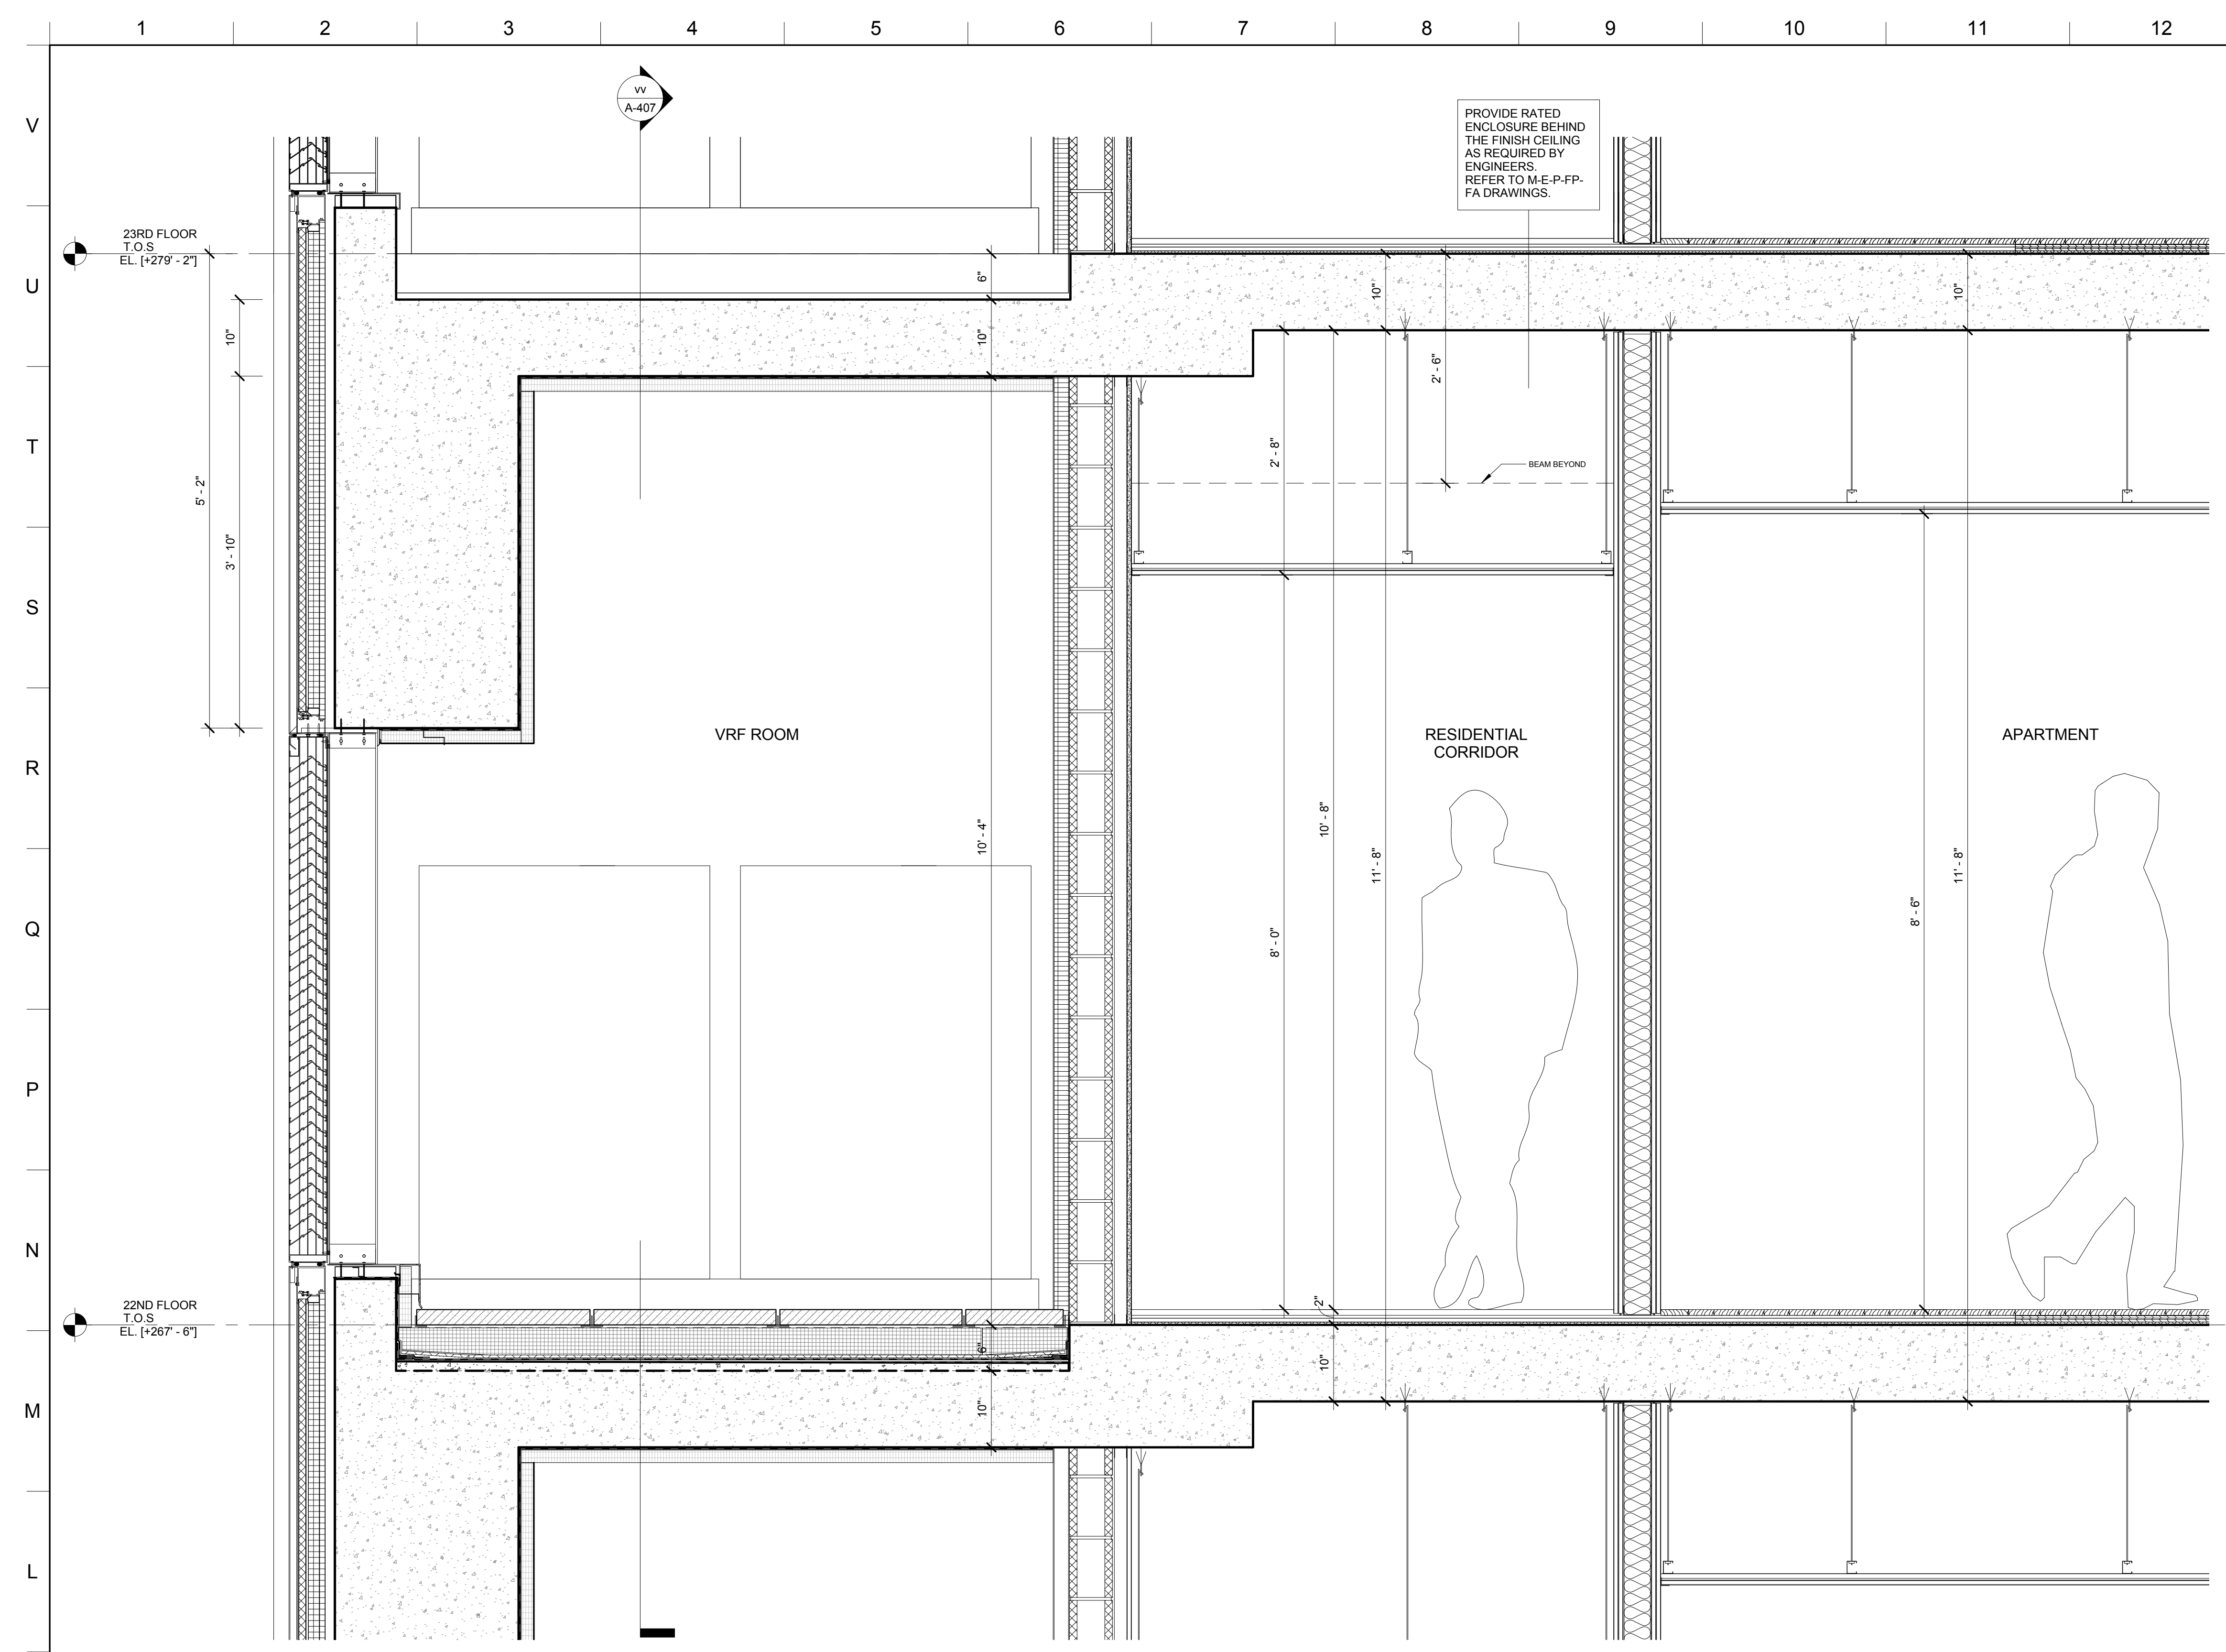 1 2 3 4 5 6 7 8 9 10 11 12
V
vv
A-407
PROVIDE RATED
ENCLOSURE BEHIND
THE FINISH CEILING
AS REQUIRED BY
ENGINEERS.
REFER TO M-E-P-FP-
FA DRAWINGS.
23RD FLOOR
T.O.S
EL. [+279' - 2"]
U
6"
10"
10"
10"
10"
10"
2' - 6"
T
2' - 8"
BEAM BEYOND
5' - 2"
3' - 10"
S
VRF ROOM
RESIDENTIAL
CORRIDOR
APARTMENT
R
10' - 4"
10' - 8"
11' - 8"
11' - 8"
8' - 6"
8' - 0"
Q
P
N
22ND FLOOR
T.O.S
EL. [+267' - 6"]
2"
6"
10"
10"
M
L